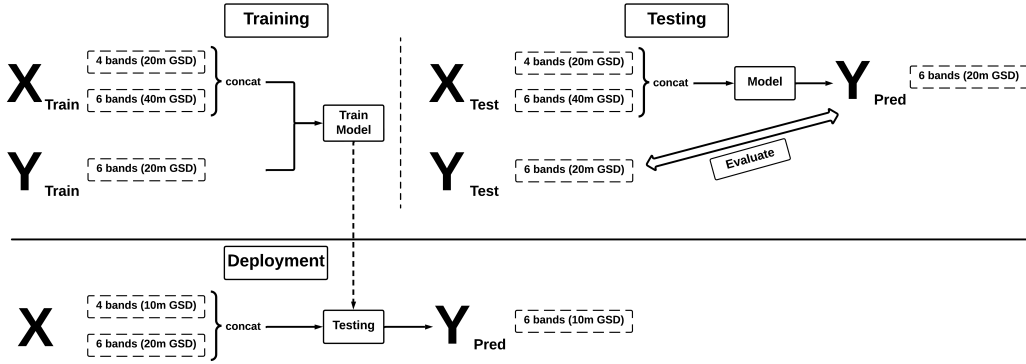 Training
X Train
4 bands (20m GSD)
6 bands (40m GSD)
concat
Y Train
6 bands (20m GSD)
Train
Model
Testing
X Test
4 bands (20m GSD)
6 bands (40m GSD)
concat
Model
Y Pred
6 bands (20m GSD)
Y Test
6 bands (20m GSD)
Evaluate
Deployment
X
4 bands (10m GSD)
6 bands (20m GSD)
concat
Testing
Y Pred
6 bands (10m GSD)